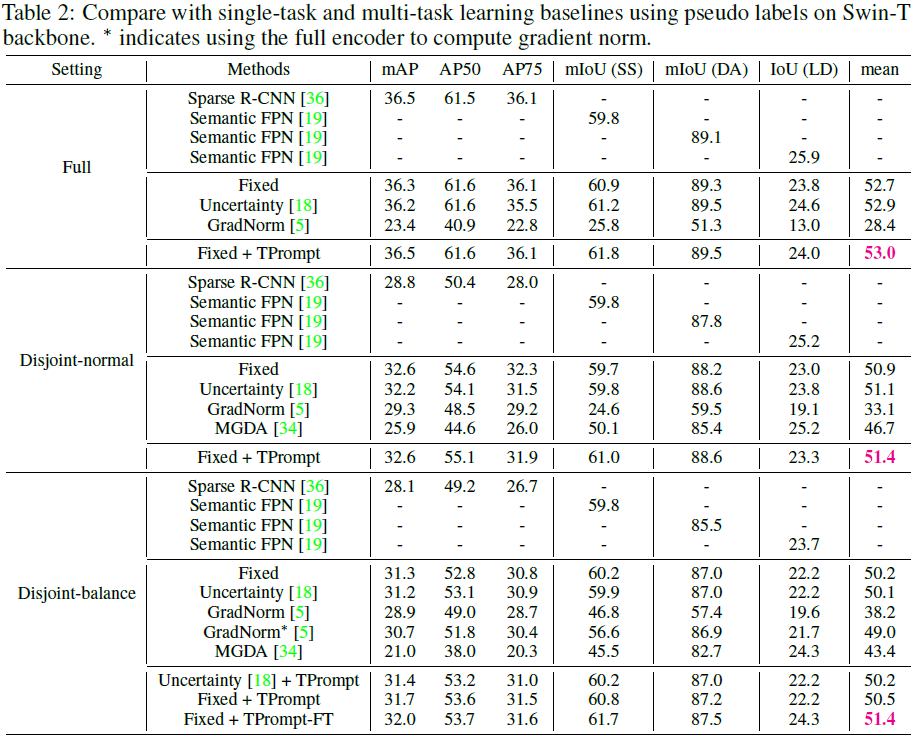 Table 2: Compare with single-task and multi-task learning baselines using pseudo labels on Swin-T
backbone. * indicates using the full encoder to compute gradient norm.
Setting Methods mAP AP50 AP75 mIoU (SS) mIoU (DA) IoU (LD) mean
Sparse R-CNN [36] 36.5 61.5 36.1 - - - -
Semantic FPN [19] - - - 59.8 - - -
Semantic FPN [19] - - - - 89.1 - -
Semantic FPN [19] - - - - - 25.9 -
Full
Fixed 36.3 61.6 36.1 60.9 89.3 23.8 52.7
Uncertainty [18] 36.2 61.6 35.5 61.2 89.5 24.6 52.9
GradNorm [5] 23.4 40.9 22.8 25.8 51.3 13.0 28.4
Fixed + TPrompt 36.5 61.6 36.1 61.8 89.5 24.0 53.0
Sparse R-CNN [36] 28.8 50.4 28.0 - - - -
Semantic FPN [19] - - - 59.8 - - -
Semantic FPN [19] - - - - 87.8 - -
Semantic FPN [19] - - - - - 25.2 -
Disjoint-normal
Fixed 32.6 54.6 32.3 59.7 88.2 23.0 50.9
Uncertainty [18] 32.2 54.1 31.5 59.8 88.6 23.8 51.1
GradNorm [5] 29.3 48.5 29.2 24.6 59.5 19.1 33.1
MGDA [34] 25.9 44.6 26.0 50.1 85.4 25.2 46.7
Fixed + TPrompt 32.6 55.1 31.9 61.0 88.6 23.3 51.4
Sparse R-CNN [36] 28.1 49.2 26.7 - - - -
Semantic FPN [19] - - - 59.8 - - -
Semantic FPN [19] - - - - 85.5 - -
Semantic FPN [19] - - - - - 23.7 -
Fixed 31.3 52.8 30.8 60.2 87.0 22.2 50.2
Disjoint-balance Uncertainty [18] 31.2 53.1 30.9 59.9 87.0 22.2 50.1
GradNorm [5] 28.9 49.0 28.7 46.8 57.4 19.6 38.2
GradNorm* [5] 30.7 51.8 30.4 56.6 86.9 21.7 49.0
MGDA [34] 21.0 38.0 20.3 45.5 82.7 24.3 43.4
Uncertainty [18] + TPrompt 31.4 53.2 31.0 60.2 87.0 22.2 50.2
Fixed + TPrompt 31.7 53.6 31.5 60.8 87.2 22.2 50.5
Fixed + TPrompt-FT 32.0 53.7 31.6 61.7 87.5 24.3 51.4